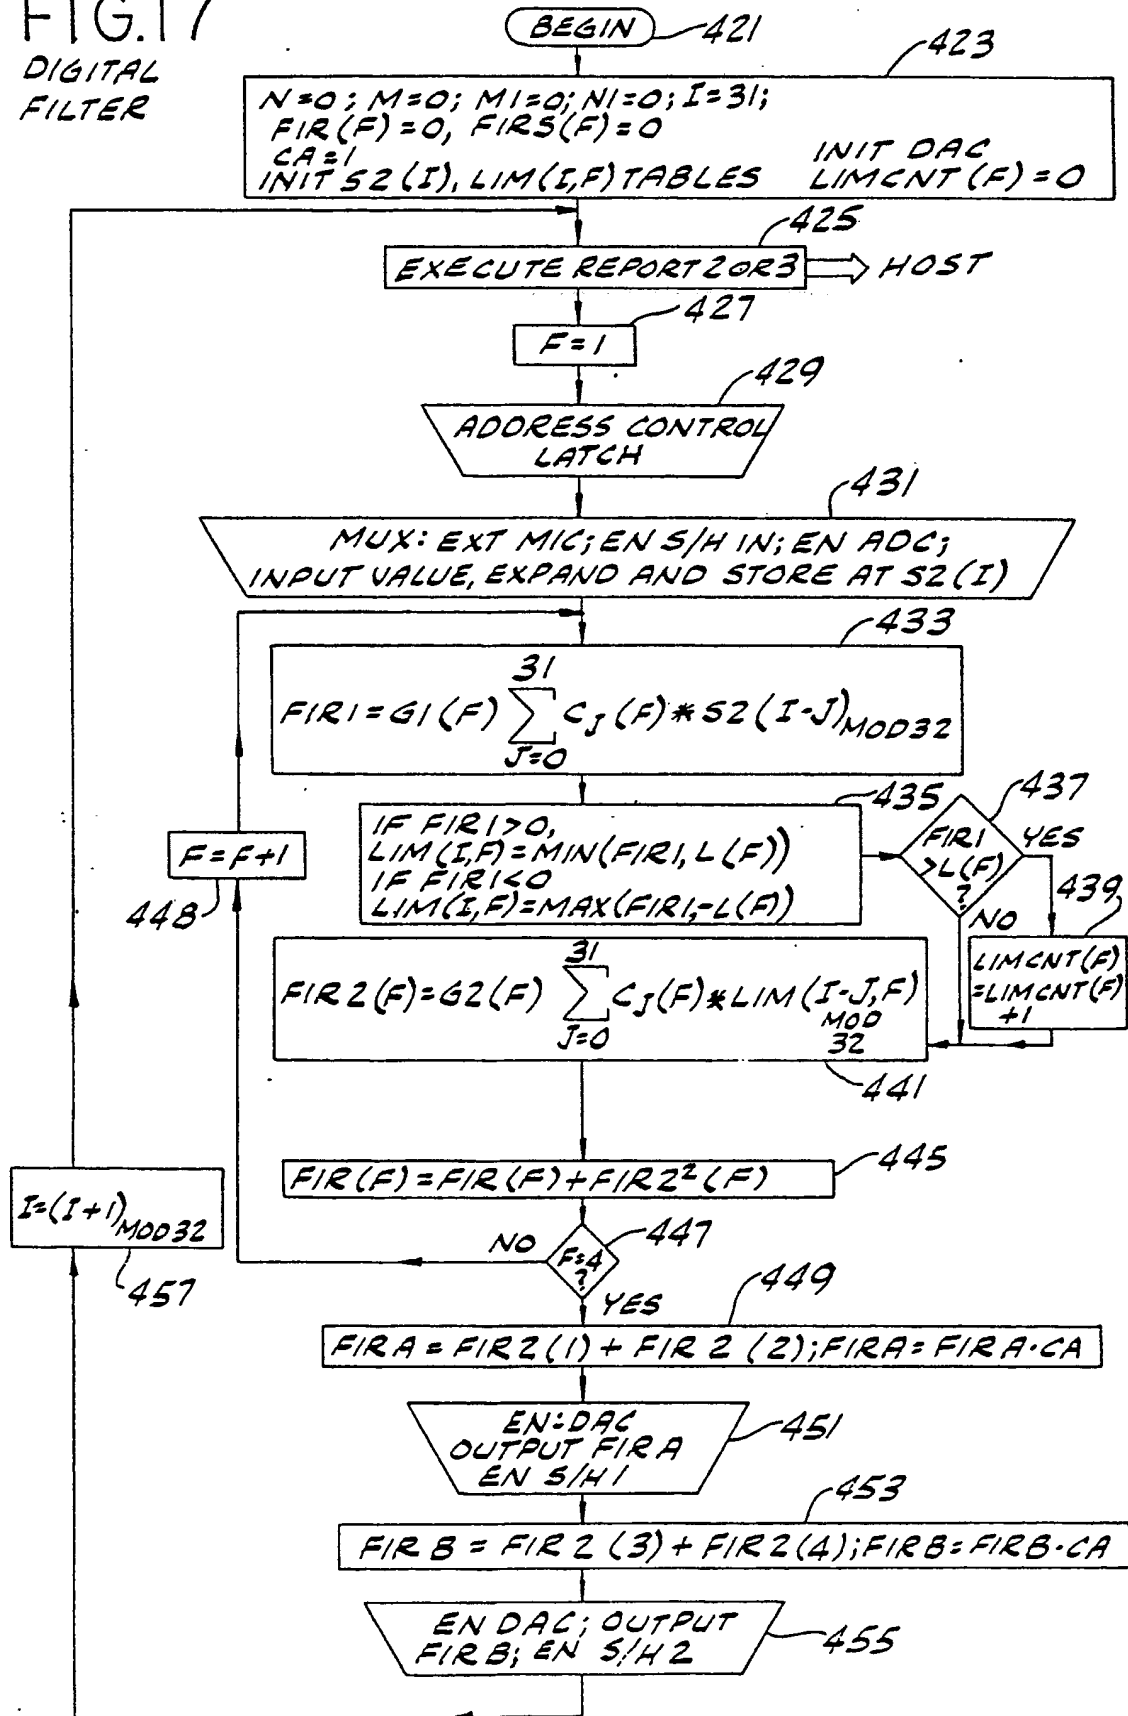 FIG. 17
DIGITAL
FILTER
BEGIN
421
423
N=0; M=0; M1=0; N1=0; I=31;
FIR(F)=0, FIRS(F)=0
CA=1
INIT S2(I), LIM(I,F) TABLES
INIT DAC
LIMCNT(F)=0
425
EXECUTE REPORT 2 OR 3
HOST
427
F=1
429
ADDRESS CONTROL
LATCH
431
MUX: EXT MIC; EN S/H IN; EN ADC;
INPUT VALUE, EXPAND AND STORE AT S2(I)
433
31
FIR1=G1(F) ∑ CJ(F)*S2(I-J)MOD32
J=0
435
IF FIR1>0,
LIM(I,F)=MIN(FIR1,L(F))
IF FIR1<0
LIM(I,F)=MAX(FIR1,-L(F))
437
FIR1
>L(F)
?
YES
NO
439
LIMCNT(F)
=LIMCNT(F)
+1
F=F+1
448
31
FIR2(F)=G2(F) ∑ CJ(F)*LIM(I-J,F)
MOD
32
J=0
441
FIR(F)=FIR(F)+FIR2²(F)
445
I=(I+1)MOD32
457
NO
F=4
?
447
YES
449
FIRA=FIR2(1)+FIR2(2);FIRA=FIRA·CA
EN:DAC
OUTPUT FIRA
EN S/H1
451
453
FIRB=FIR2(3)+FIR2(4);FIRB=FIRB·CA
EN DAC; OUTPUT
FIRB; EN S/H2
455